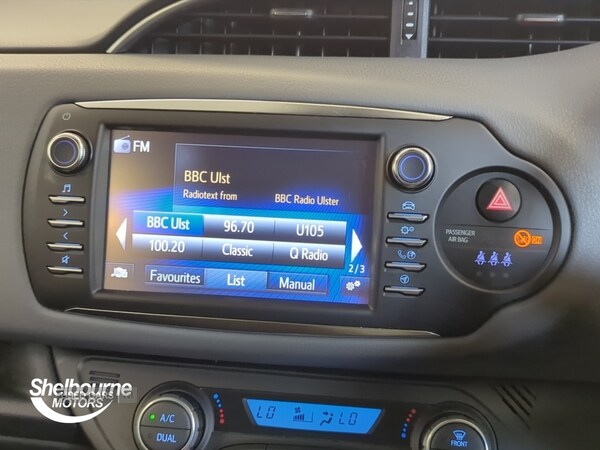 FM
BBC Ulst
Radiotext from BBC Radio Ulster
BBC Ulst 96.70 U105
100.20 Classic Q Radio
2/3
Favourites List Manual
PASSENGER
AIR BAG
Shelbourne
MOTORS
A/C
DUAL
LO LO
FRONT